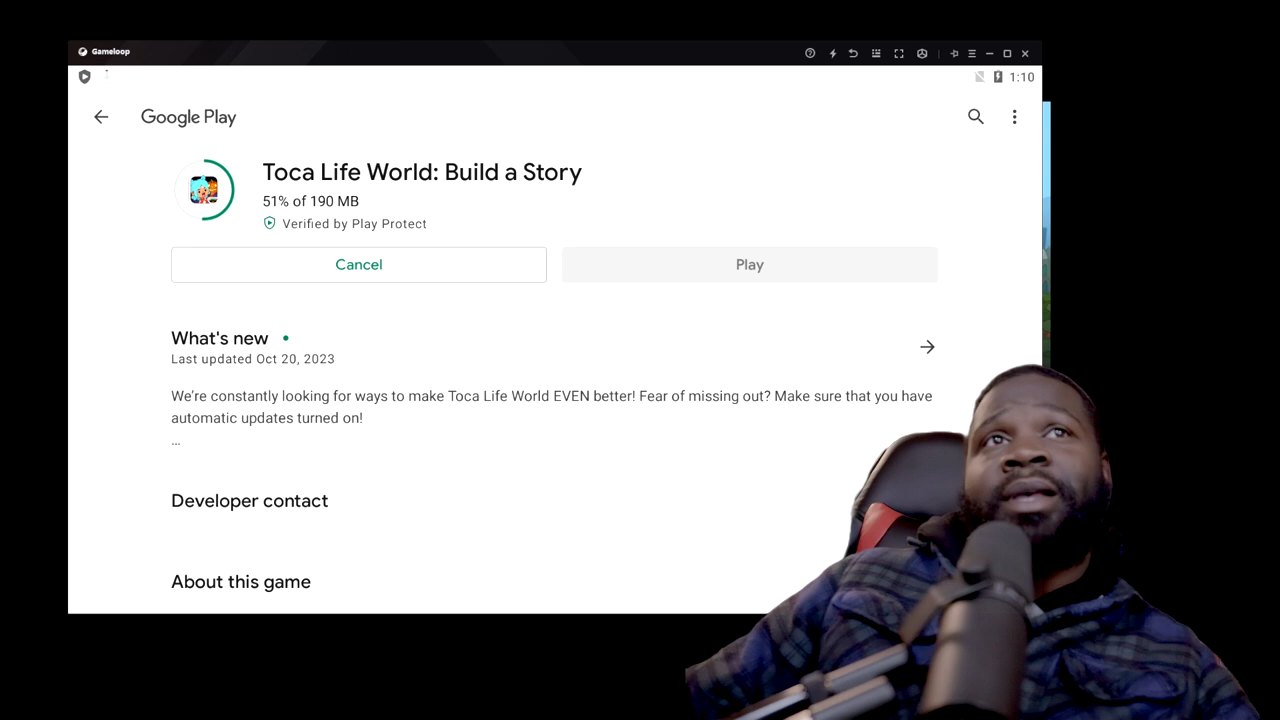 Gameloop
1:10
Google Play
Toca Life World: Build a Story
51% of 190 MB
Verified by Play Protect
Cancel
Play
What's new
Last updated Oct 20, 2023
We're constantly looking for ways to make Toca Life World EVEN better! Fear of missing out? Make sure that you have
automatic updates turned on!
...
Developer contact
About this game